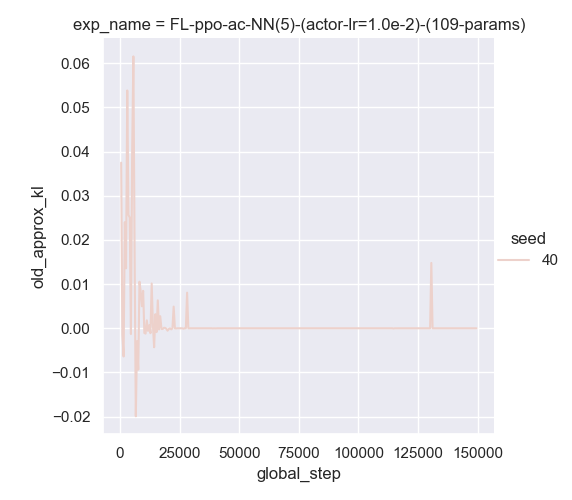 exp_name = FL-ppo-ac-NN(5)-(actor-lr=1.0e-2)-(109-params)
0.06
0.05
0.04
0.03
0.02
0.01
0.00
−0.01
−0.02
old_approx_kl
0 25000 50000 75000 100000 125000 150000
global_step
seed
40